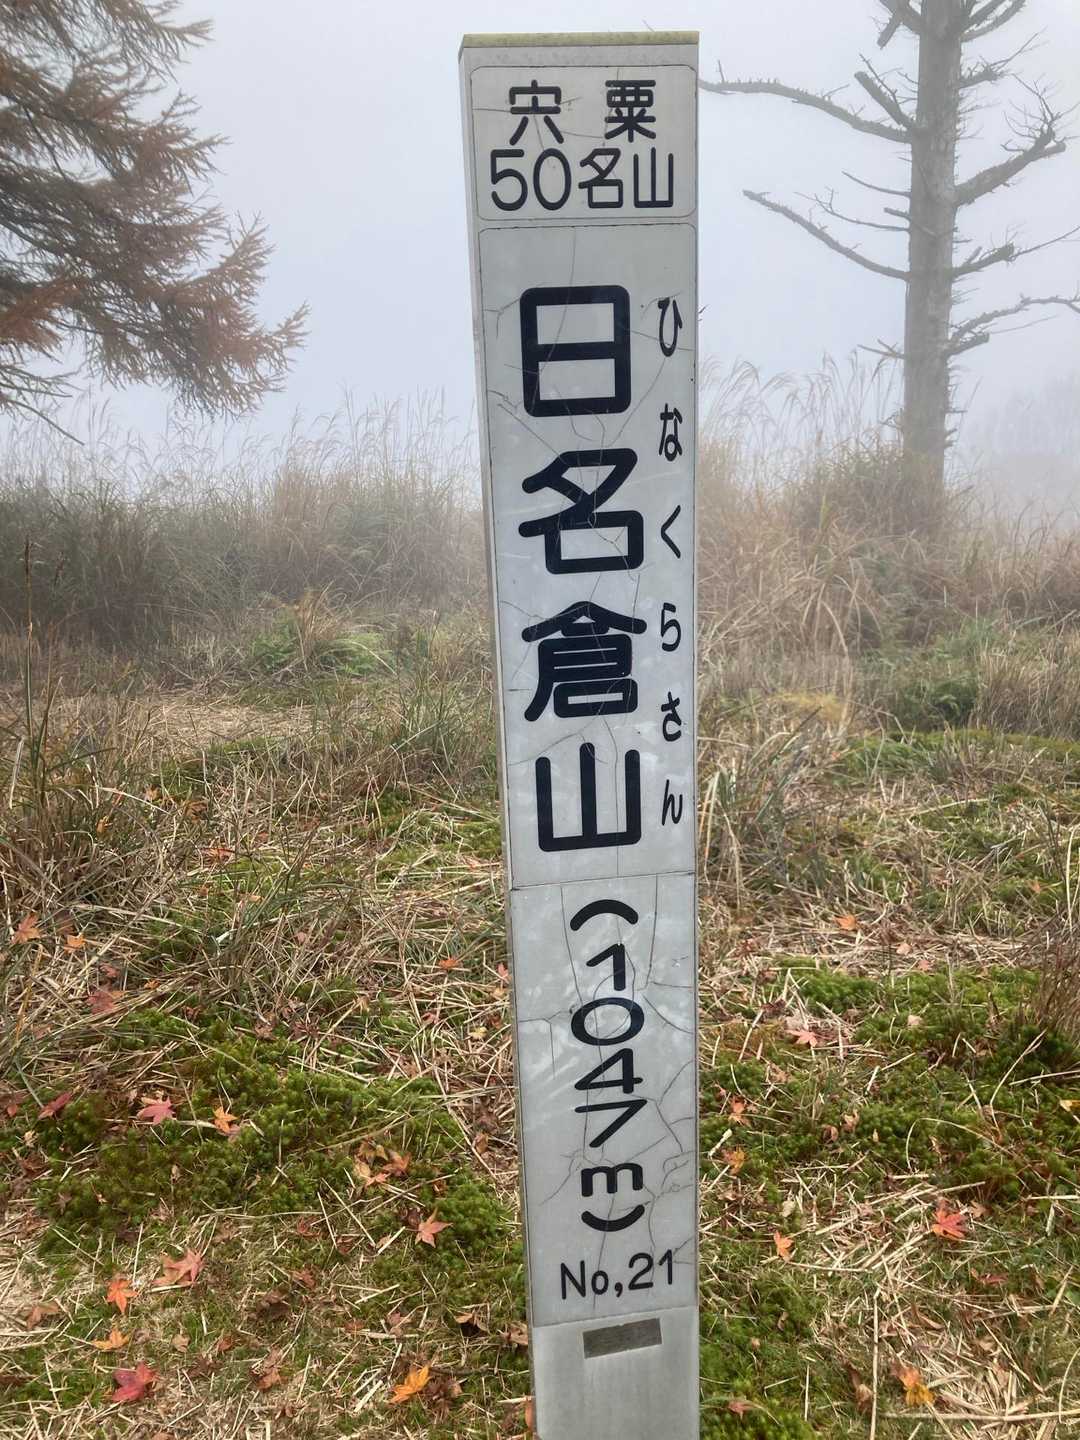 宍粟
50名山
日名倉山
ひなくらさん
(1047m)
No,21